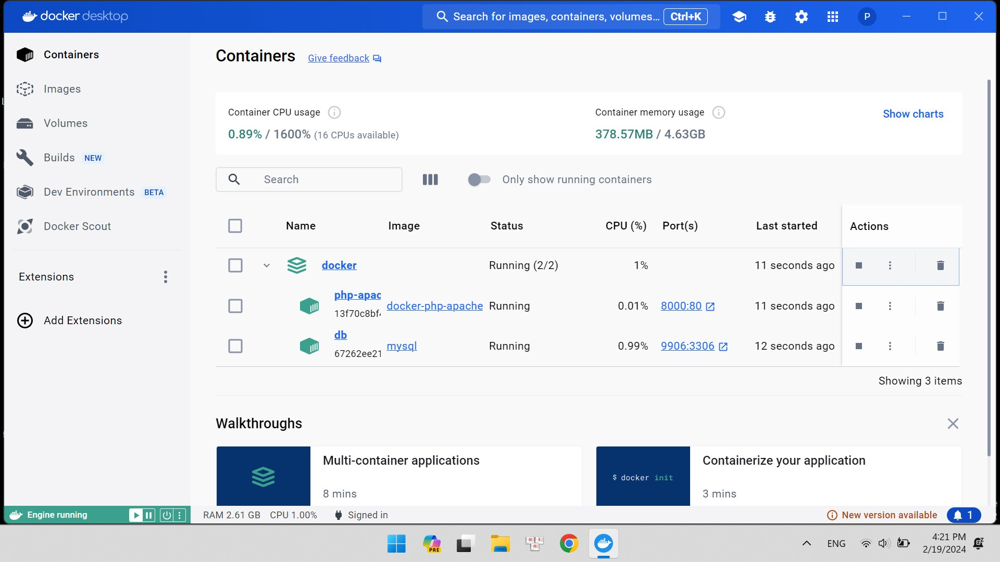 docker desktop
Search for images, containers, volumes... Ctrl+K
P
Containers
Images
Volumes
Builds NEW
Dev Environments BETA
Docker Scout
Extensions
Add Extensions
Containers Give feedback
Container CPU usage
0.89% / 1600% (16 CPUs available)
Container memory usage
378.57MB / 4.63GB
Show charts
Search
Only show running containers
Name Image Status CPU (%) Port(s) Last started Actions
docker Running (2/2) 1% 11 seconds ago
php-apac
13f70c8bf
docker-php-apache Running 0.01% 8000:80 11 seconds ago
db
67262ee21
mysql Running 0.99% 9906:3306 12 seconds ago
Showing 3 items
Walkthroughs
Multi-container applications
8 mins
$ docker init
Containerize your application
3 mins
Engine running
RAM 2.61 GB CPU 1.00% Signed in
New version available 1
PRE
ENG
4:21 PM
2/19/2024